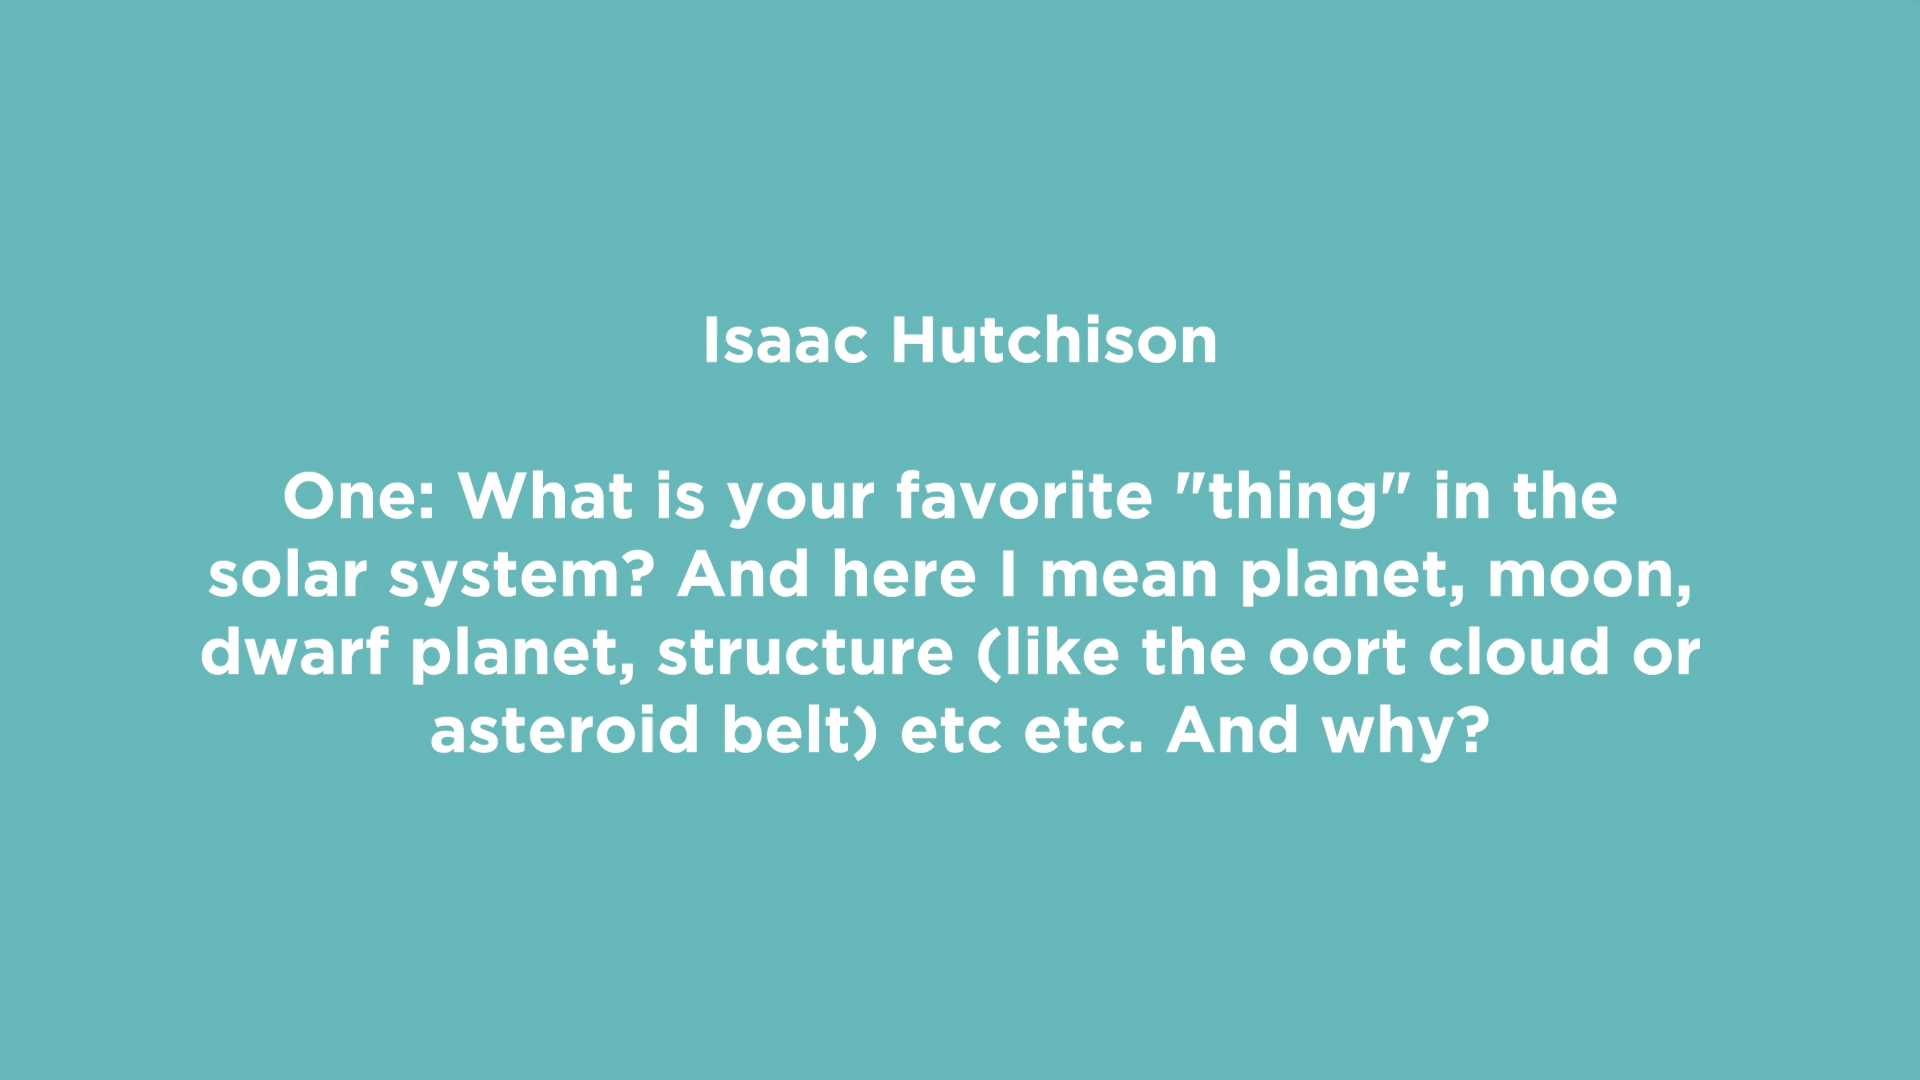 Isaac Hutchison
One: What is your favorite "thing" in the
solar system? And here I mean planet, moon,
dwarf planet, structure (like the oort cloud or
asteroid belt) etc etc. And why?